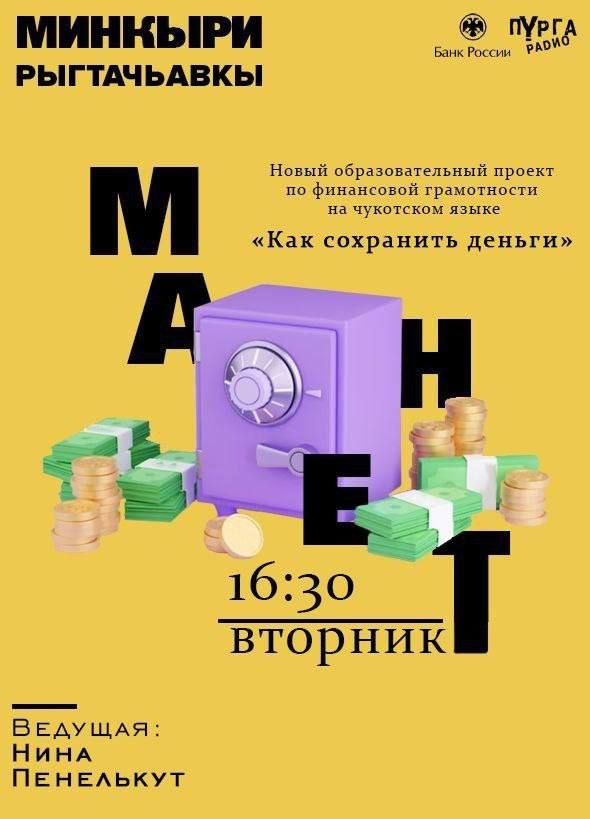 МИНКЫРИ
РЫГТАЧЬАВКЫ
Банк России
ПУРГА
РАДИО
Новый образовательный проект
по финансовой грамотности
на чукотском языке
«Как сохранить деньги»
МАНЕТ
16:30
вторник
Ведущая:
Нина
Пенелькут